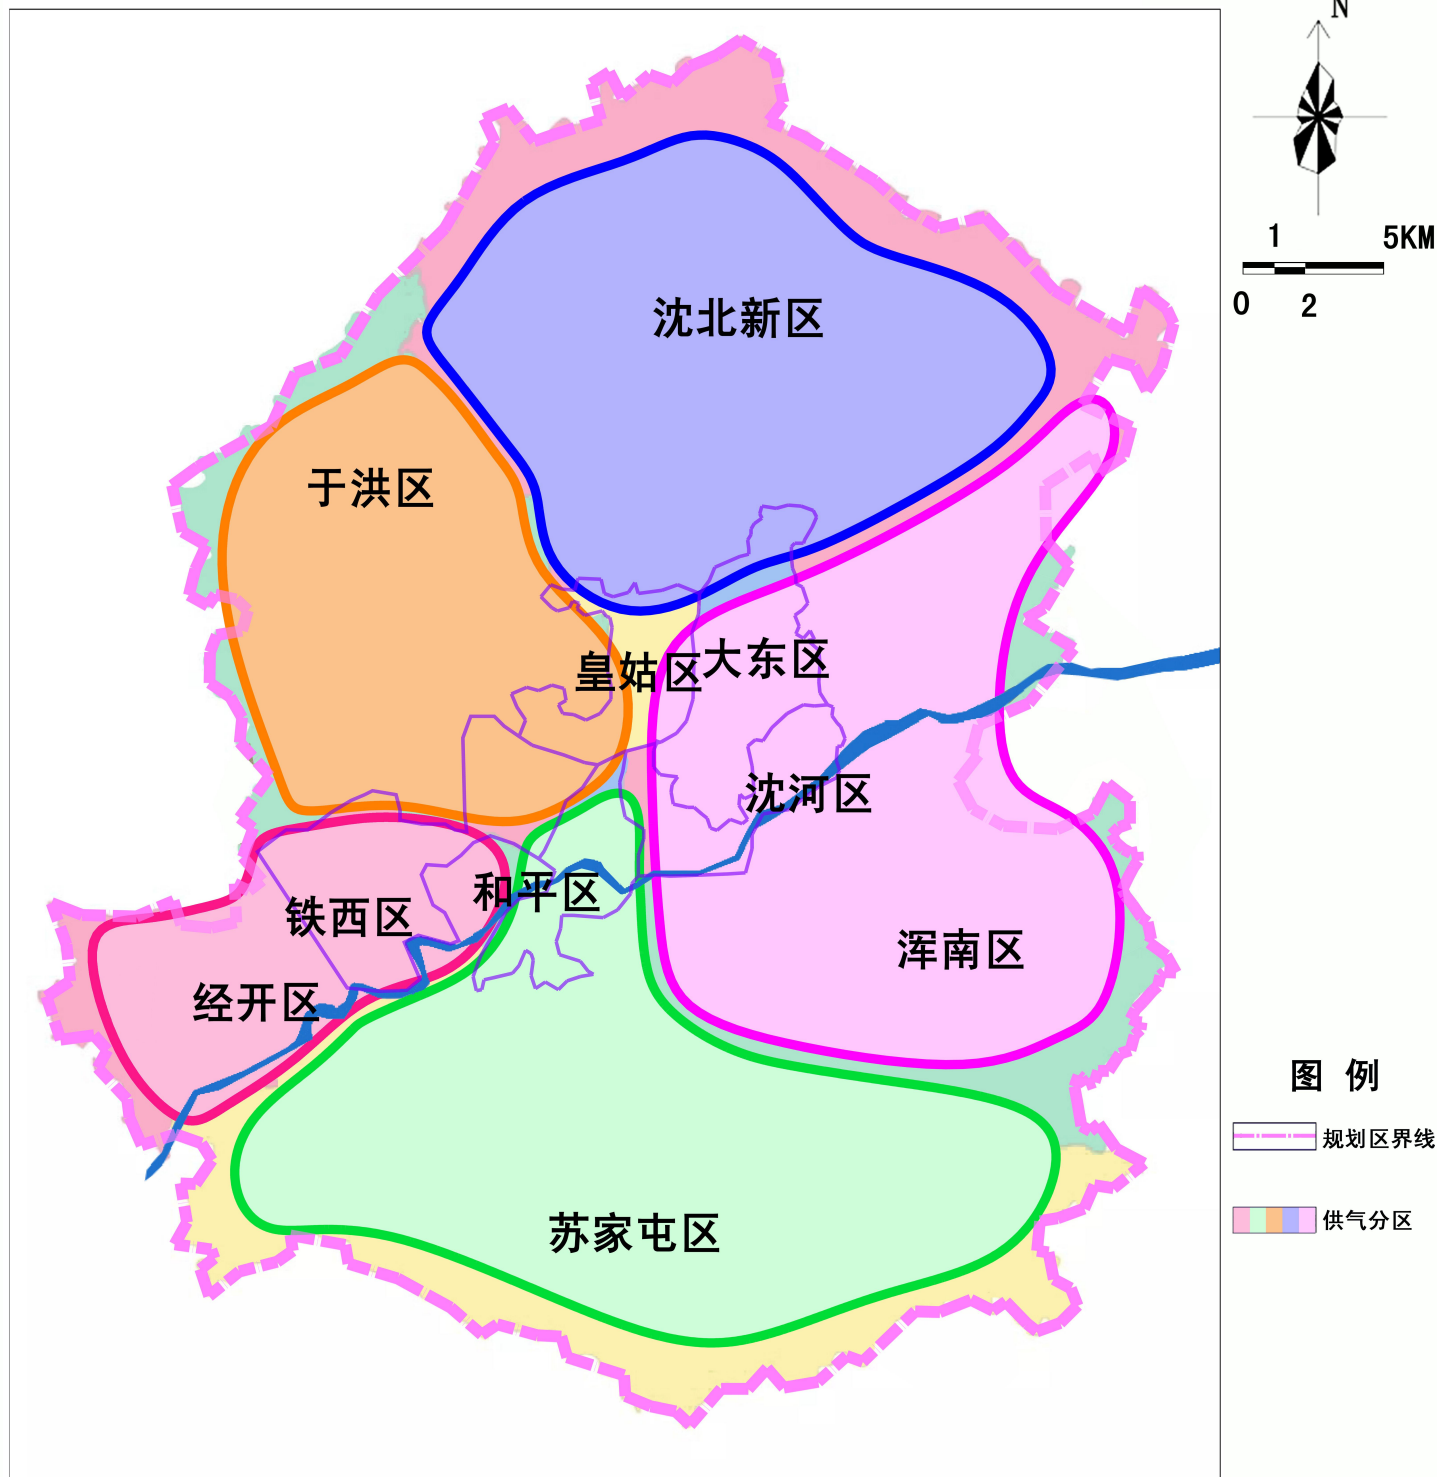 N
1 5KM
0 2
沈北新区
于洪区
皇姑区
大东区
沈河区
和平区
铁西区
浑南区
经开区
苏家屯区
图 例
规划区界线
供气分区